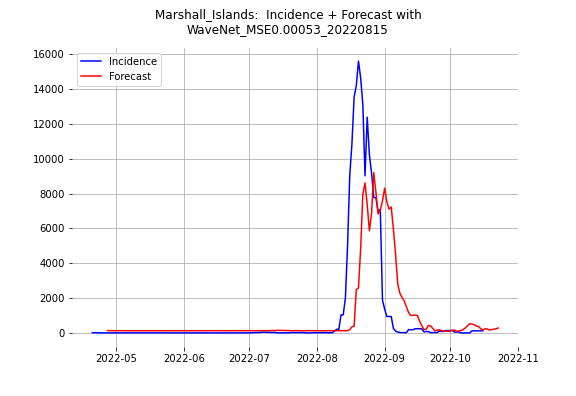 Marshall_Islands:  Incidence + Forecast with
WaveNet_MSE0.00053_20220815
Incidence
Forecast
16000
14000
12000
10000
8000
6000
4000
2000
0
2022-05 2022-06 2022-07 2022-08 2022-09 2022-10 2022-11